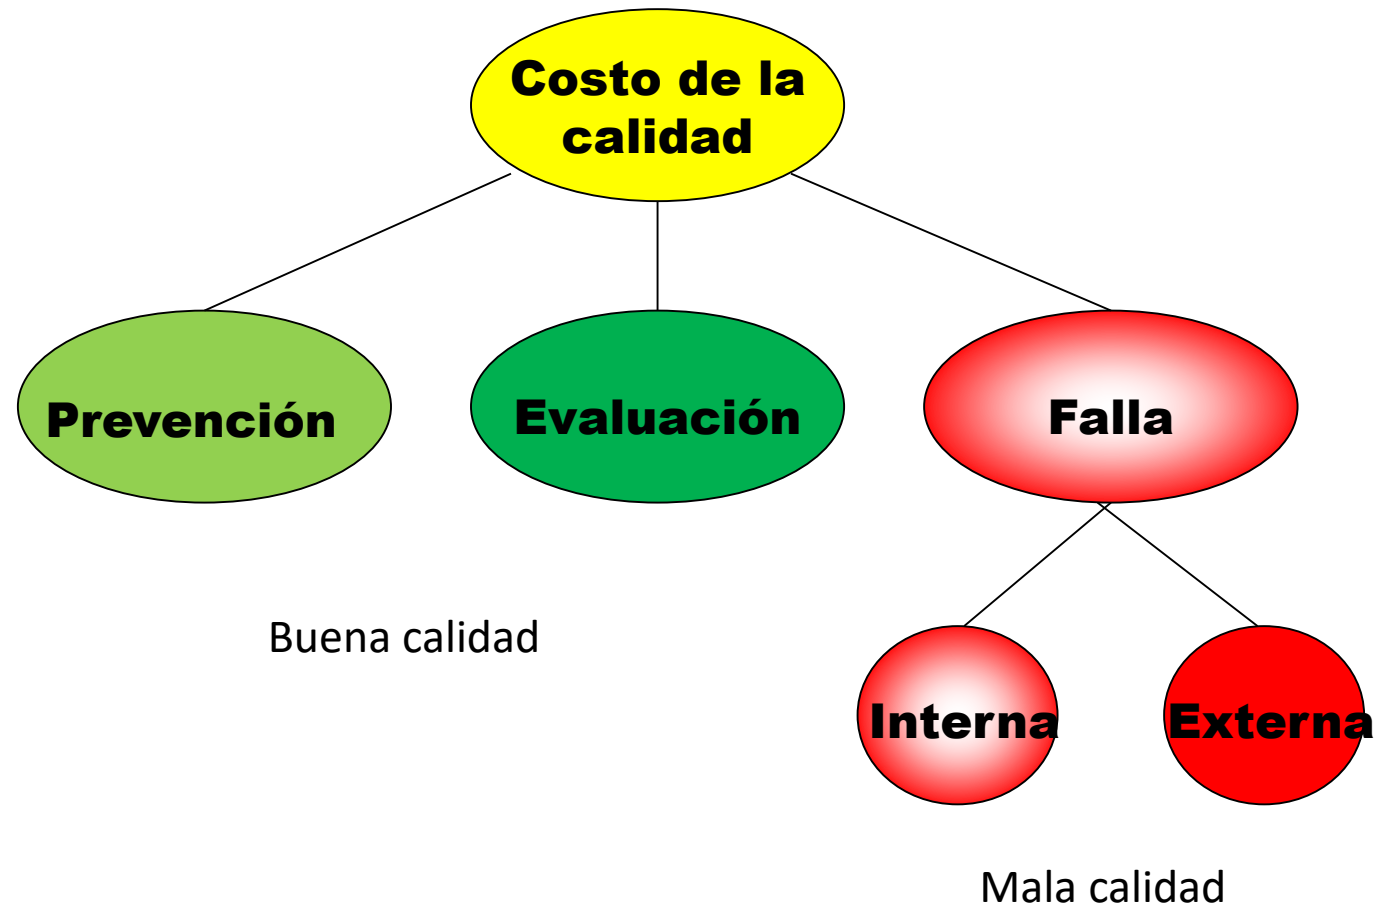 Costo de la
calidad
Prevención
Evaluación
Falla
Buena calidad
Interna
Externa
Mala calidad